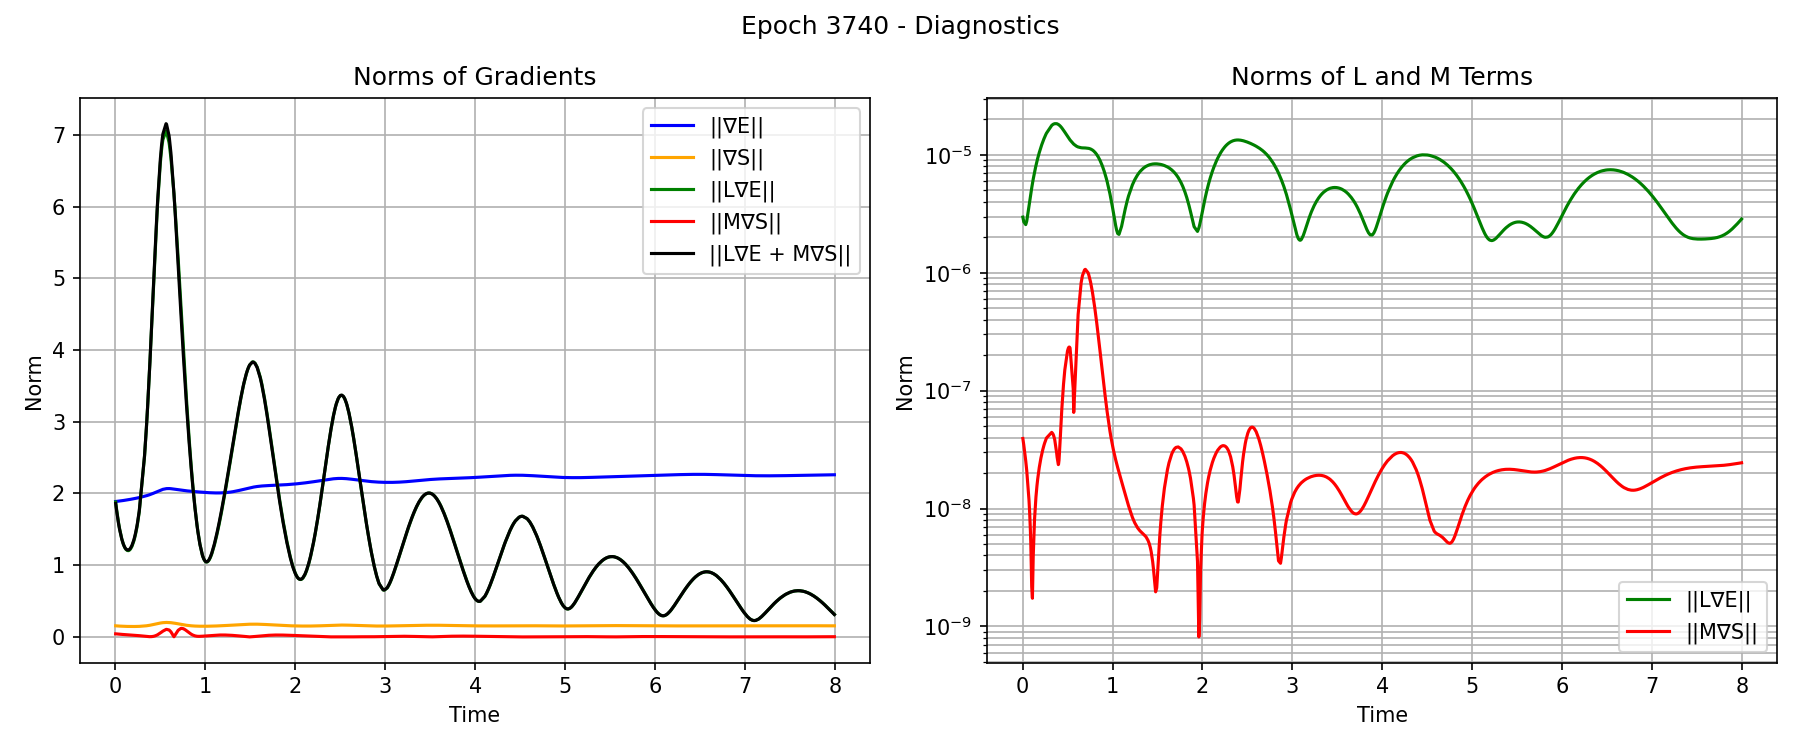 Epoch 3740 - Diagnostics
Norms of Gradients
7
6
5
4
3
2
1
0
Norm
0 1 2 3 4 5 6 7 8
Time
||∇E||
||∇S||
||L∇E||
||M∇S||
||L∇E + M∇S||
Norms of L and M Terms
10⁻⁵
10⁻⁶
10⁻⁷
10⁻⁸
10⁻⁹
Norm
0 1 2 3 4 5 6 7 8
Time
||L∇E||
||M∇S||